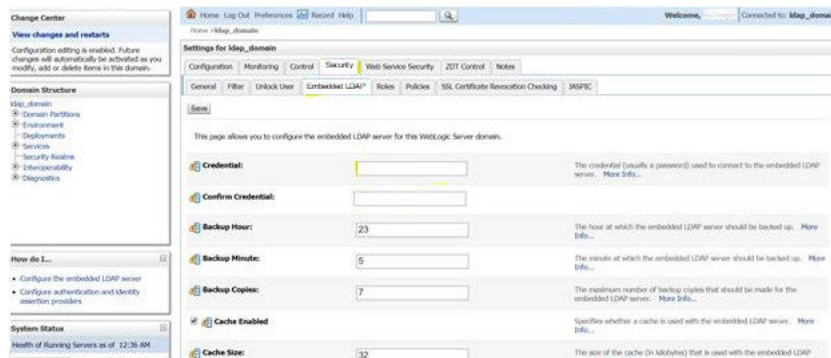 Change Center
View changes and restarts
Configuration editing is enabled. Future
changes will automatically be activated as you
modify, add or delete items in this domain.
Domain Structure
ldap_domain
Domain Partitions
Environment
Deployments
Services
Security Realms
Interoperability
Diagnostics
How do I...
Configure the embedded LDAP server
Configure authentication and identity
assertion providers
System Status
Health of Running Servers as of 12:36 AM
Home Log Out Preferences Record Help
Welcome, Connected to: ldap_domai
Home >ldap_domain
Settings for ldap_domain
Configuration Monitoring Control Security Web Service Security ZDT Control Notes
General Filter Unlock User Embedded LDAP Roles Policies SSL Certificate Revocation Checking JASPIC
Save
This page allows you to configure the embedded LDAP server for this WebLogic Server domain.
Credential:
The credential (usually a password) used to connect to the embedded LDAP
server. More Info...
Confirm Credential:
Backup Hour: 23
The hour at which the embedded LDAP server should be backed up. More
Info...
Backup Minute: 5
The minute at which the embedded LDAP server should be backed up. More
Info...
Backup Copies: 7
The maximum number of backup copies that should be made for the
embedded LDAP server. More Info...
Cache Enabled
Specifies whether a cache is used with the embedded LDAP server. More
Info...
Cache Size: 32
The size of the cache (in kilobytes) that is used with the embedded LDAP